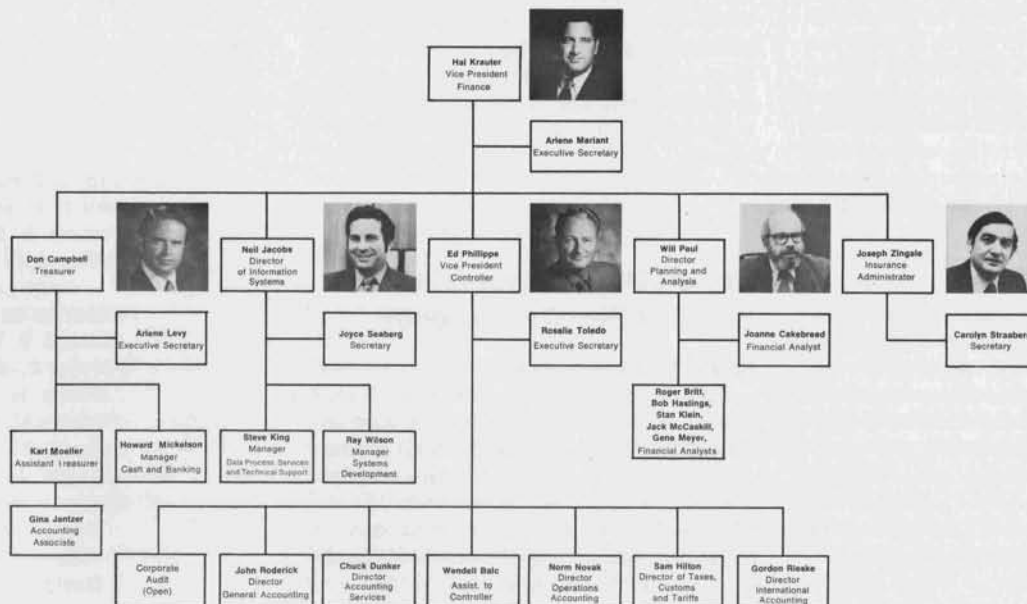 Hal Krauter
Vice President
Finance
Arlene Mariant
Executive Secretary
Don Campbell
Treasurer
Neil Jacobs
Director
of Information
Systems
Ed Phillippe
Vice President
Controller
Will Paul
Director
Planning and
Analysis
Joseph Zingale
Insurance
Administrator
Arlene Levy
Executive Secretary
Joyce Seaberg
Secretary
Rosalie Toledo
Executive Secretary
Joanne Cakebreed
Financial Analyst
Carolyn Straaberg
Secretary
Karl Moeller
Assistant Treasurer
Howard Mickelson
Manager
Cash and Banking
Steve King
Manager
Data Process. Services
and Technical Support
Ray Wilson
Manager
Systems
Development
Roger Britt,
Bob Hastings,
Stan Klein,
Jack McCaskill,
Gene Meyer,
Financial Analysts
Gina Jantzer
Accounting
Associate
Corporate
Audit
(Open)
John Roderick
Director
General Accounting
Chuck Dunker
Director
Accounting
Services
Wendell Balc
Assist. to
Controller
Norm Novak
Director
Operations
Accounting
Sam Hilton
Director of Taxes,
Customs
and Tariffs
Gordon Rieske
Director
International
Accounting